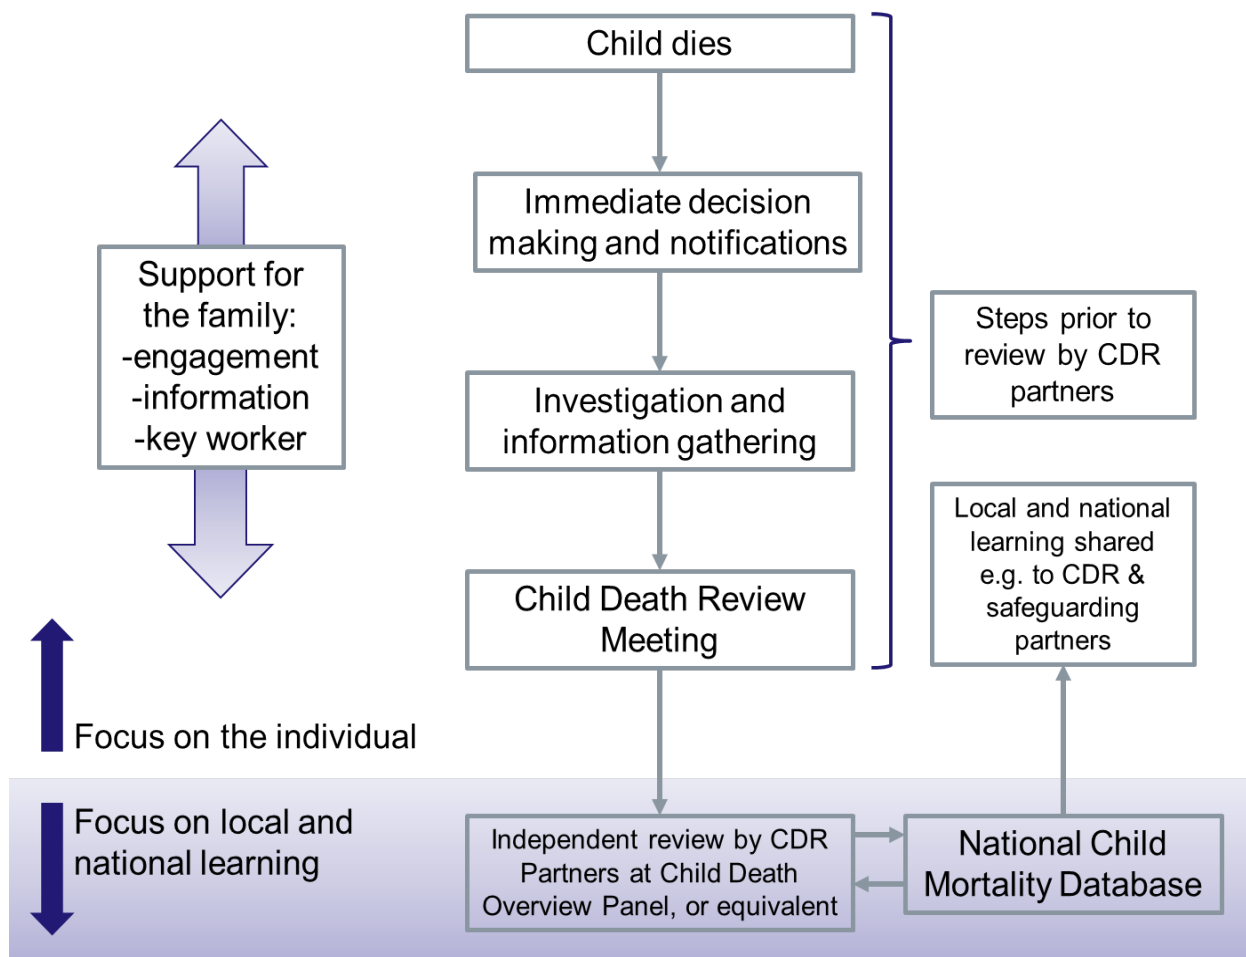 Child dies
Immediate decision
making and notifications
Support for
the family:
-engagement
-information
-key worker
Steps prior to
review by CDR
partners
Investigation and
information gathering
Local and national
learning shared
e.g. to CDR &
safeguarding
partners
Child Death Review
Meeting
Focus on the individual
Focus on local and
national learning
Independent review by CDR
Partners at Child Death
Overview Panel, or equivalent
National Child
Mortality Database